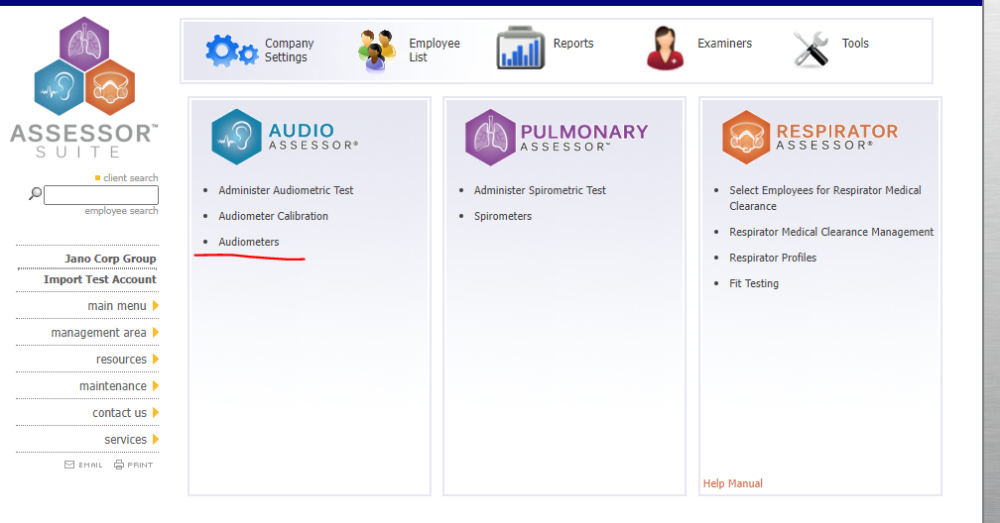 ASSESSOR™
SUITE
client search
employee search
Jano Corp Group
Import Test Account
main menu
management area
resources
maintenance
contact us
services
EMAIL PRINT
Company
Settings
Employee
List
Reports
Examiners
Tools
AUDIO
ASSESSOR®
Administer Audiometric Test
Audiometer Calibration
Audiometers
PULMONARY
ASSESSOR™
Administer Spirometric Test
Spirometers
RESPIRATOR
ASSESSOR®
Select Employees for Respirator Medical
Clearance
Respirator Medical Clearance Management
Respirator Profiles
Fit Testing
Help Manual